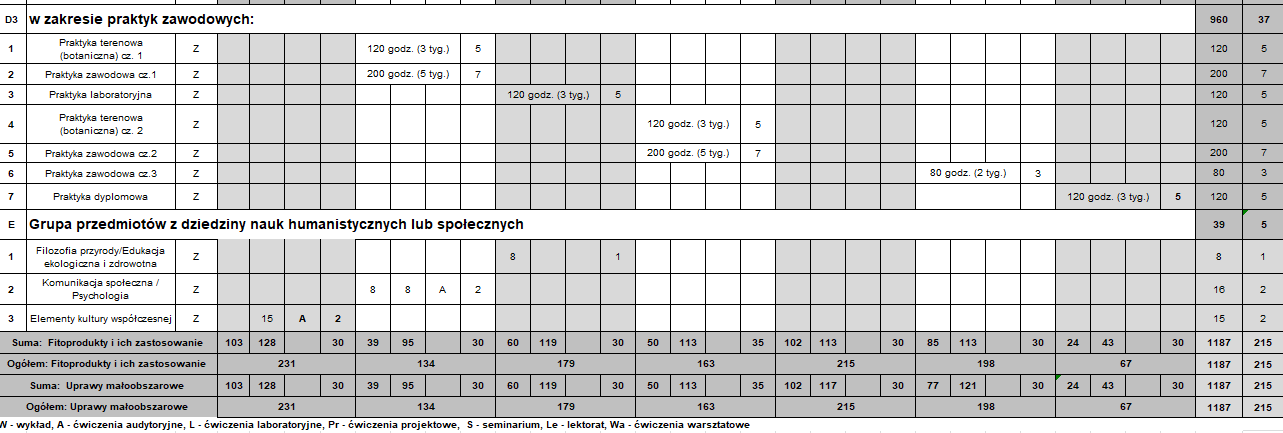 D3 w zakresie praktyk zawodowych: 960 37
1 Praktyka terenowa (botaniczna) cz. 1 Z 120 godz. (3 tyg.) 5 120 5
2 Praktyka zawodowa cz.1 Z 200 godz. (5 tyg.) 7 200 7
3 Praktyka laboratoryjna Z 120 godz. (3 tyg,) 5 120 5
4 Praktyka terenowa (botaniczna) cz. 2 Z 120 godz. (3 tyg.) 5 120 5
5 Praktyka zawodowa cz.2 Z 200 godz. (5 tyg.) 7 200 7
6 Praktyka zawodowa cz.3 Z 80 godz. (2 tyg.) 3 80 3
7 Praktyka dyplomowa Z 120 godz. (3 tyg.) 5 120 5
E Grupa przedmiotów z dziedziny nauk humanistycznych lub społecznych 39 5
1 Filozofia przyrody/Edukacja ekologiczna i zdrowotna Z 8 1 8 1
2 Komunikacja społeczna / Psychologia Z 8 8 A 2 16 2
3 Elementy kultury współczesnej Z 15 A 2 15 2
Suma: Fitoprodukty i ich zastosowanie 103 128 30 39 95 30 60 119 30 50 113 35 102 113 30 85 113 30 24 43 30 1187 215
Ogółem: Fitoprodukty i ich zastosowanie 231 134 179 163 215 198 67 1187 215
Suma: Uprawy małoobszarowe 103 128 30 39 95 30 60 119 30 50 113 35 102 117 30 77 121 30 24 43 30 1187 215
Ogółem: Uprawy małoobszarowe 231 134 179 163 215 198 67 1187 215
W - wykład, A - ćwiczenia audytoryjne, L - ćwiczenia laboratoryjne, Pr - ćwiczenia projektowe, S - seminarium, Le - lektorat, Wa - ćwiczenia warsztatowe